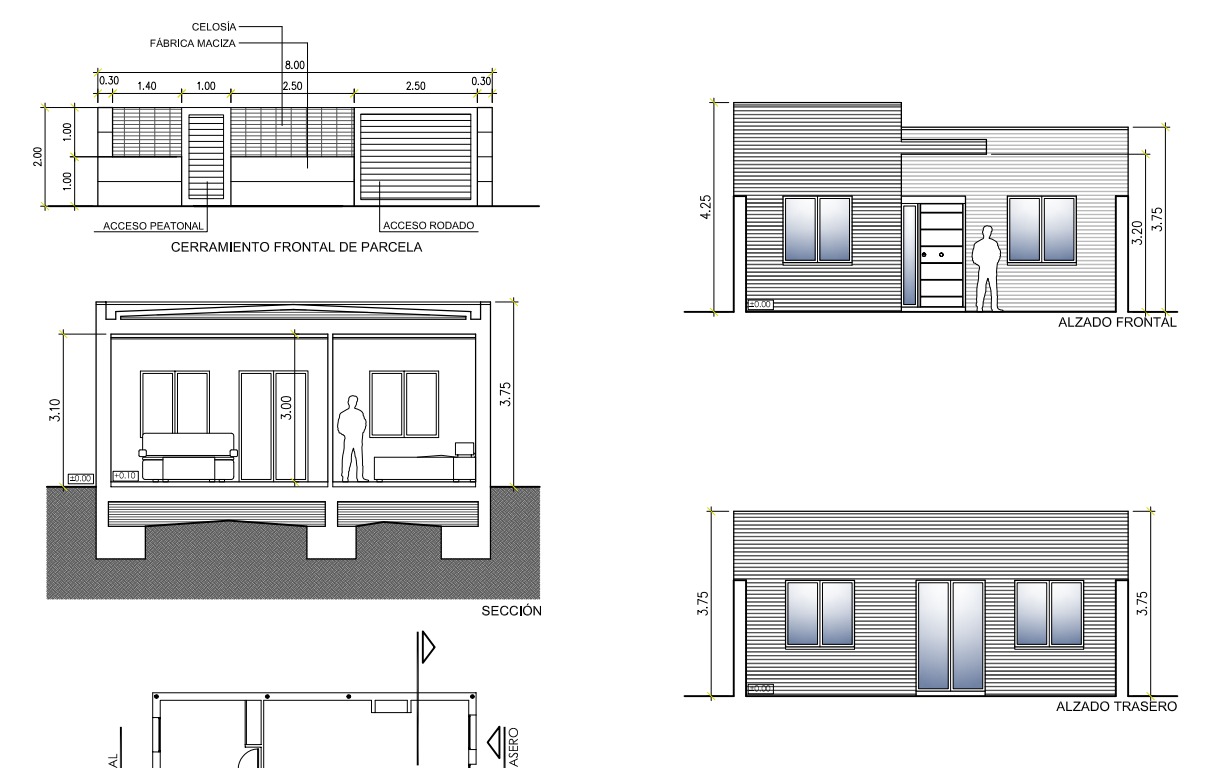 CELOSÍA
FÁBRICA MACIZA
8.00
0.30
1.40
1.00
2.50
2.50
0.30
2.00
1.00
1.00
ACCESO PEATONAL
ACCESO RODADO
CERRAMIENTO FRONTAL DE PARCELA
4.25
3.20
3.75
±0.00
ALZADO FRONTAL
3.10
3.00
3.75
±0.00
+0.10
SECCIÓN
3.75
3.75
±0.00
ALZADO TRASERO
AL
ASERO